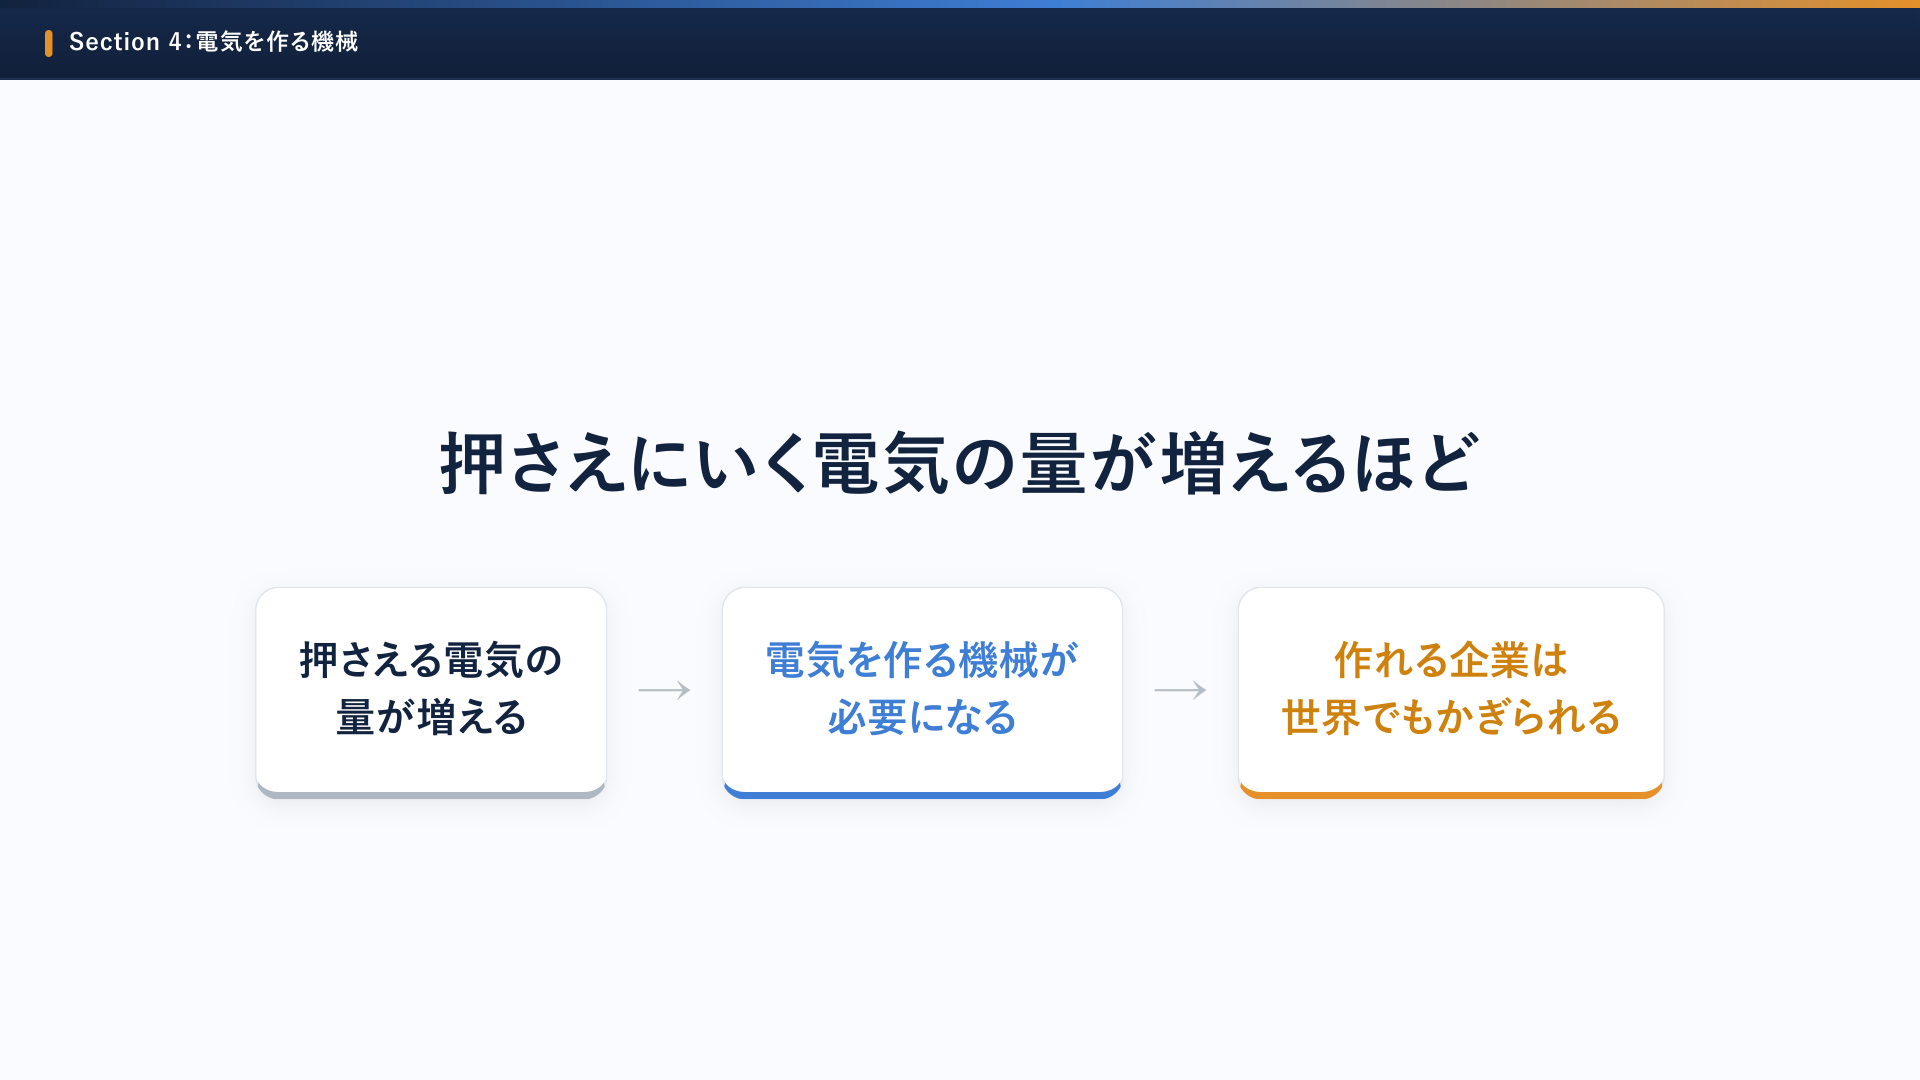 Section 4:電気を作る機械
押さえにいく電気の量が増えるほど
押さえる電気の
量が増える
→
電気を作る機械が
必要になる
→
作れる企業は
世界でもかぎられる